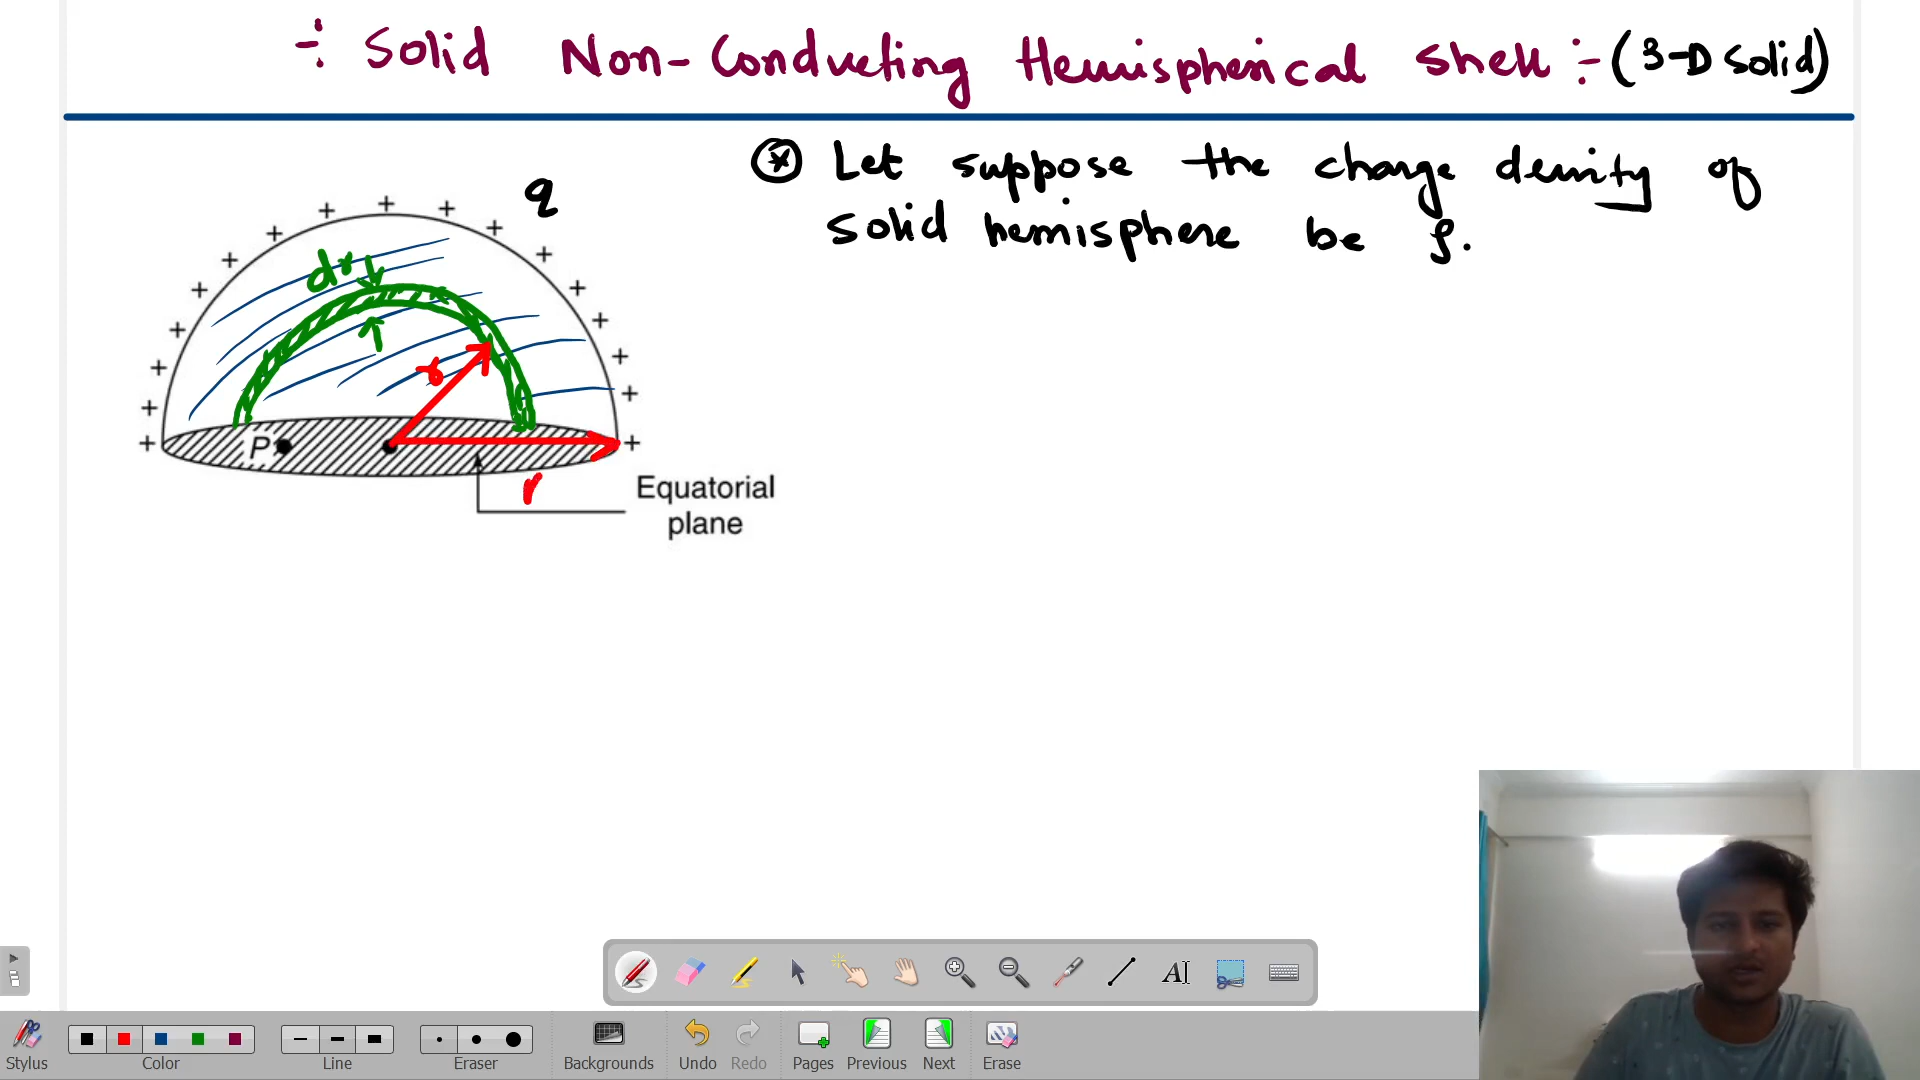 ÷ Solid Non-Conducting Hemispherical Shell :- (3-D Solid)
⊛ Let suppose the charge density of
solid hemisphere be ρ.
q
dr
r
P
r
Equatorial
plane
A
Stylus
Color
Line
Eraser
Backgrounds
Undo
Redo
Pages
Previous
Next
Erase